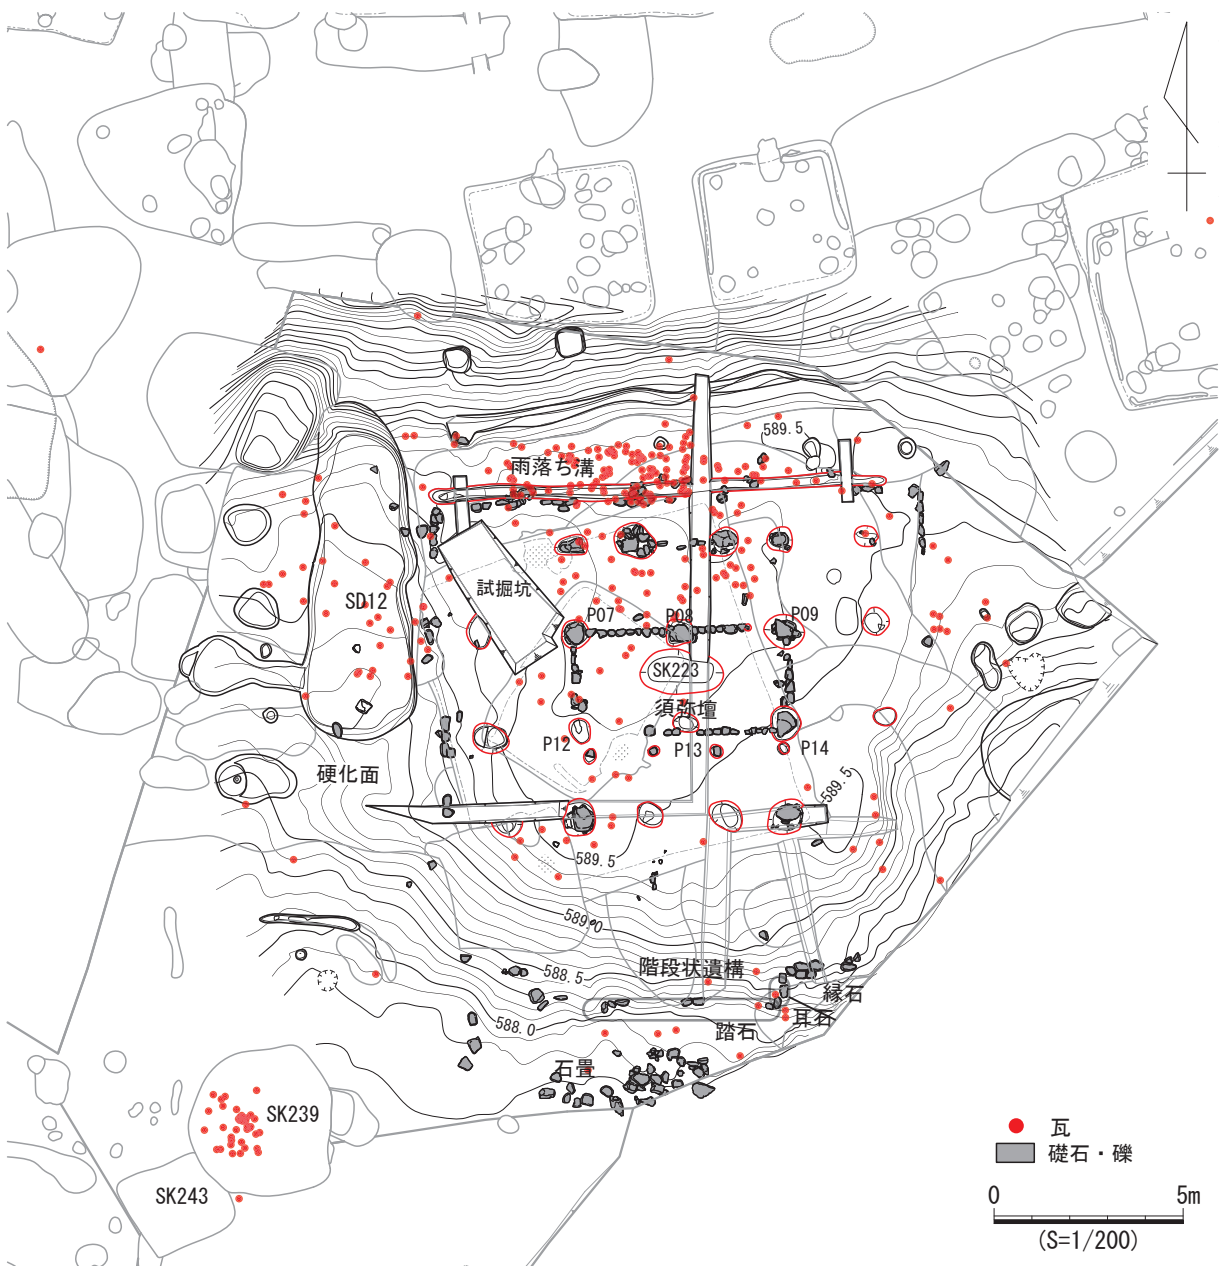 589.5
雨落ち溝
試掘坑
SD12
P07
P08
P09
SK223
須弥壇
P12
P13
P14
硬化面
589.5
589.5
589.0
階段状遺構
588.5
縁石
588.0
踏石
耳石
石畳
SK239
SK243
瓦
礎石・礫
0 5m
(S=1/200)